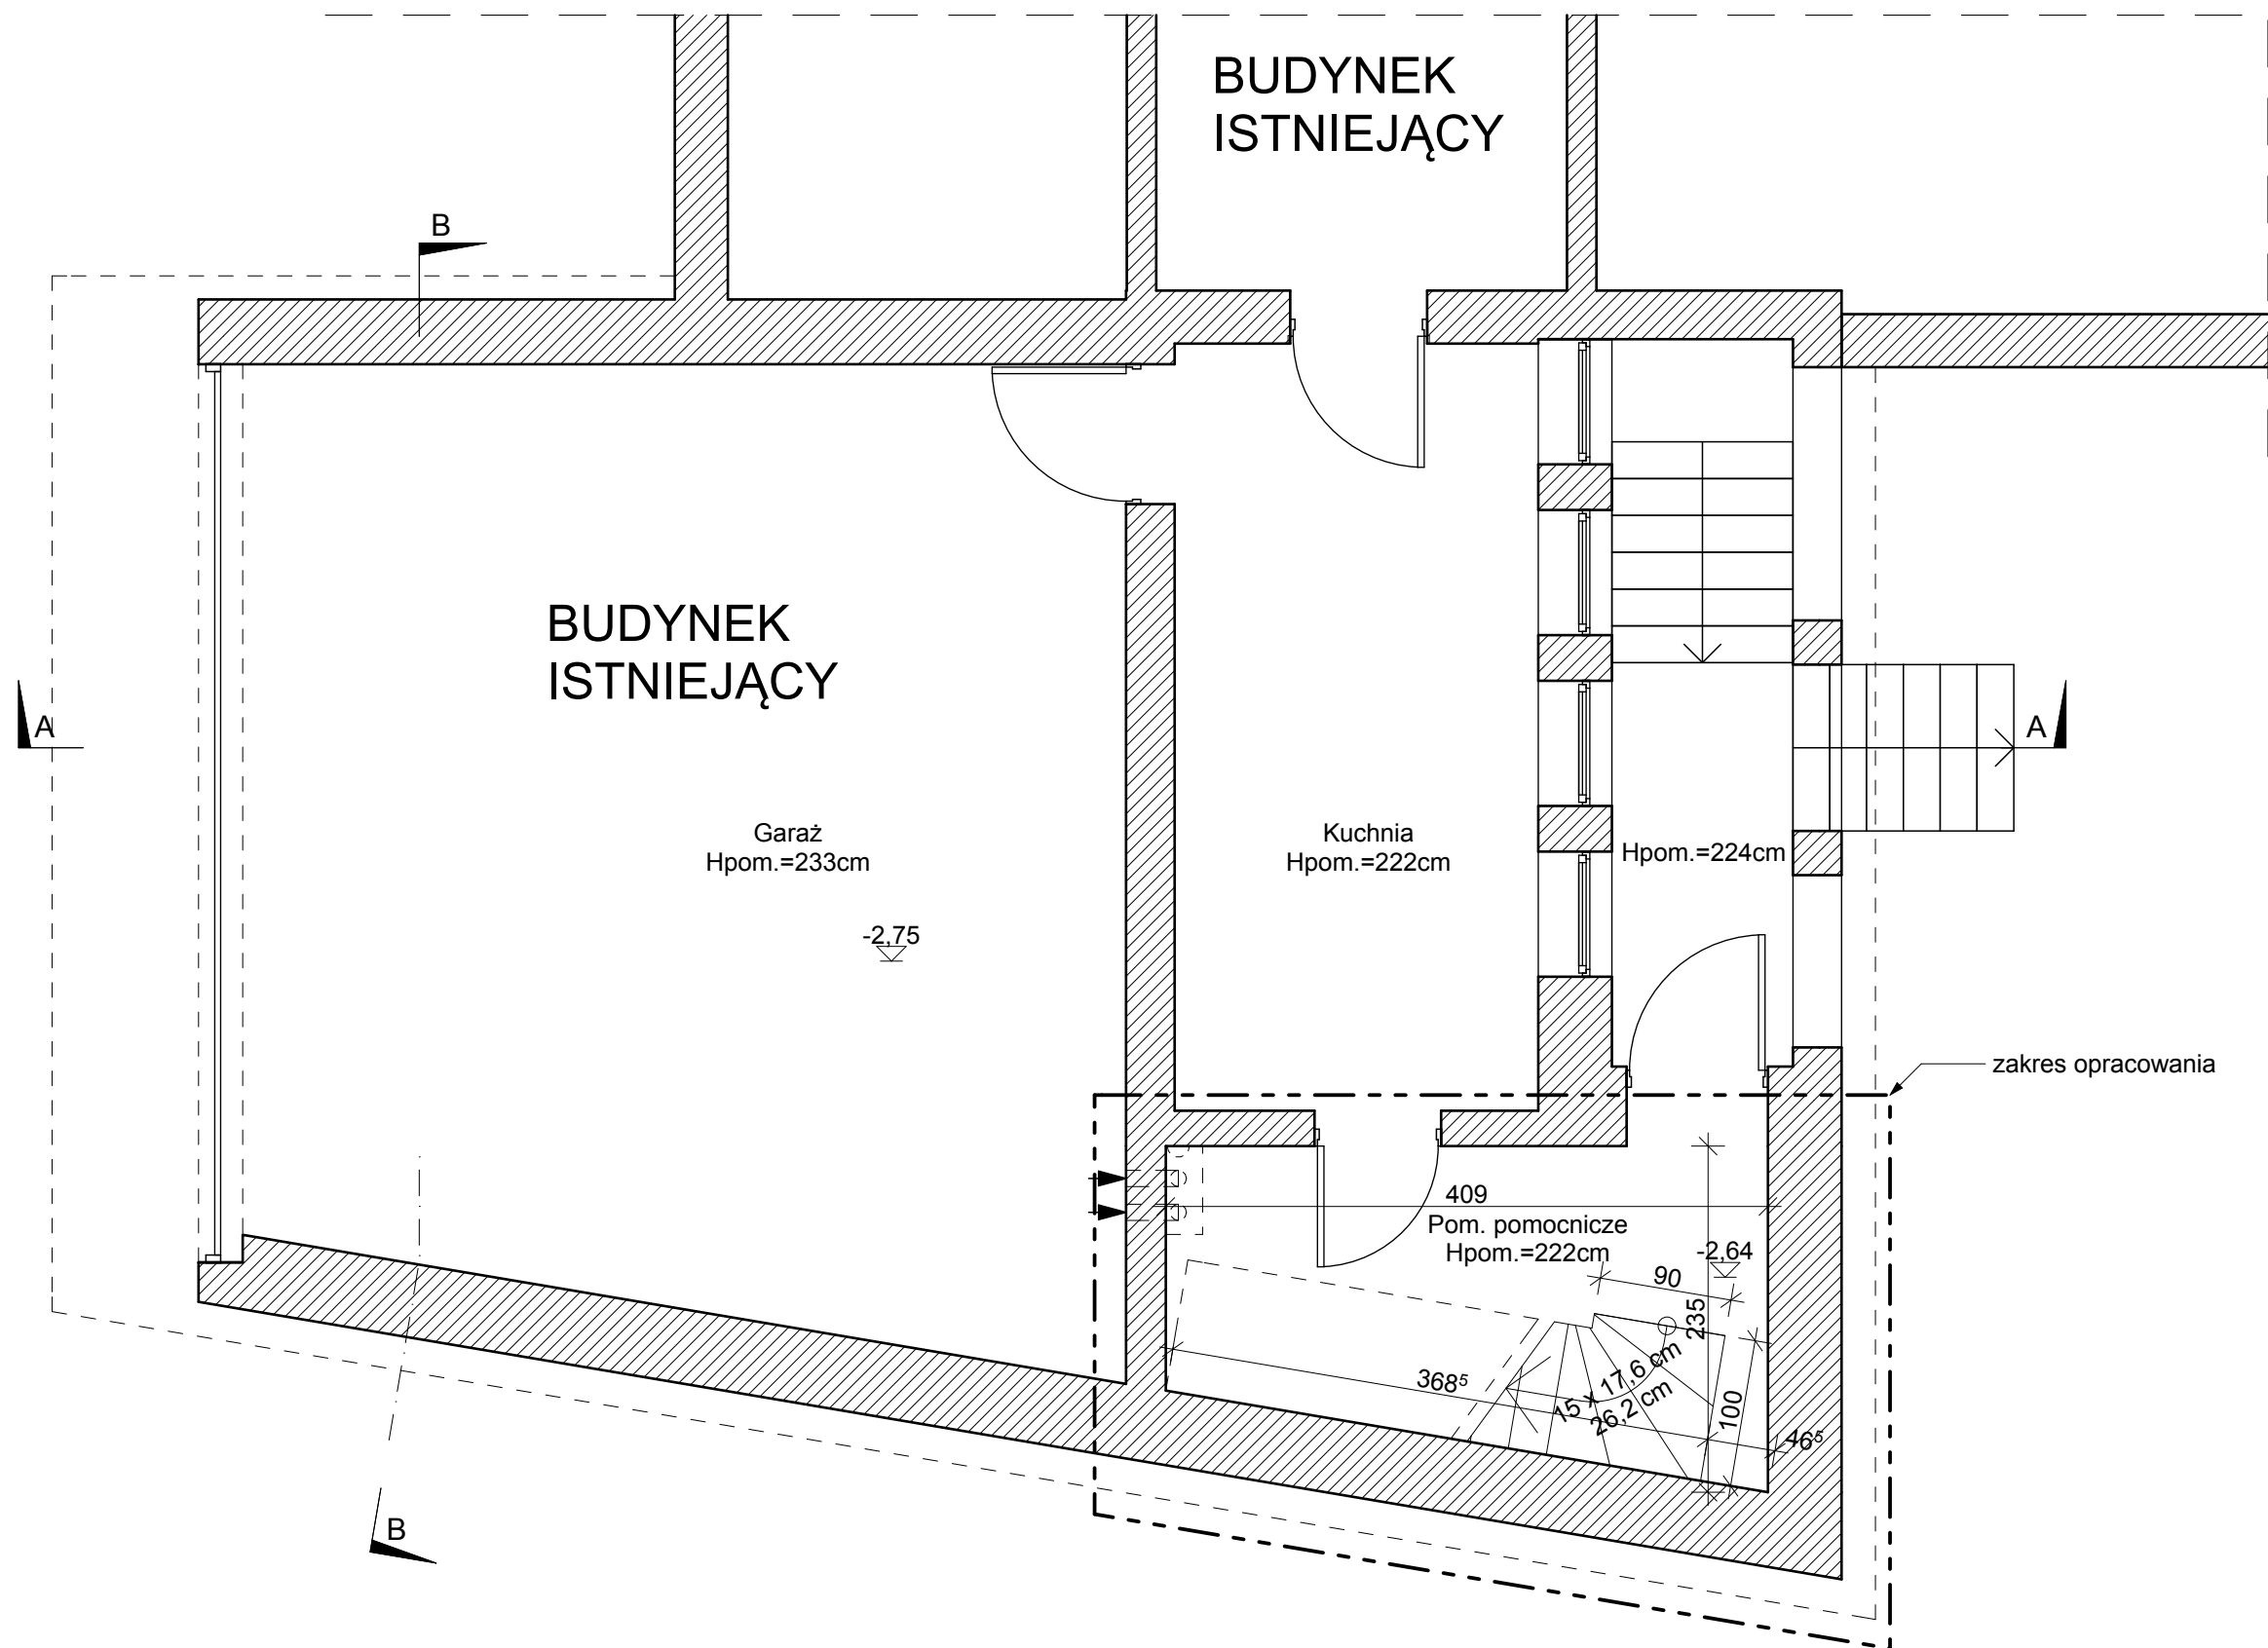 BUDYNEK
ISTNIEJĄCY
B
BUDYNEK
ISTNIEJĄCY
A
A
Garaż
Hpom.=233cm
Kuchnia
Hpom.=222cm
Hpom.=224cm
-2,75
zakres opracowania
409
Pom. pomocnicze
Hpom.=222cm
-2,64
90
235
368⁵
15 x 17,6 cm
26,2 cm
100
46⁵
B